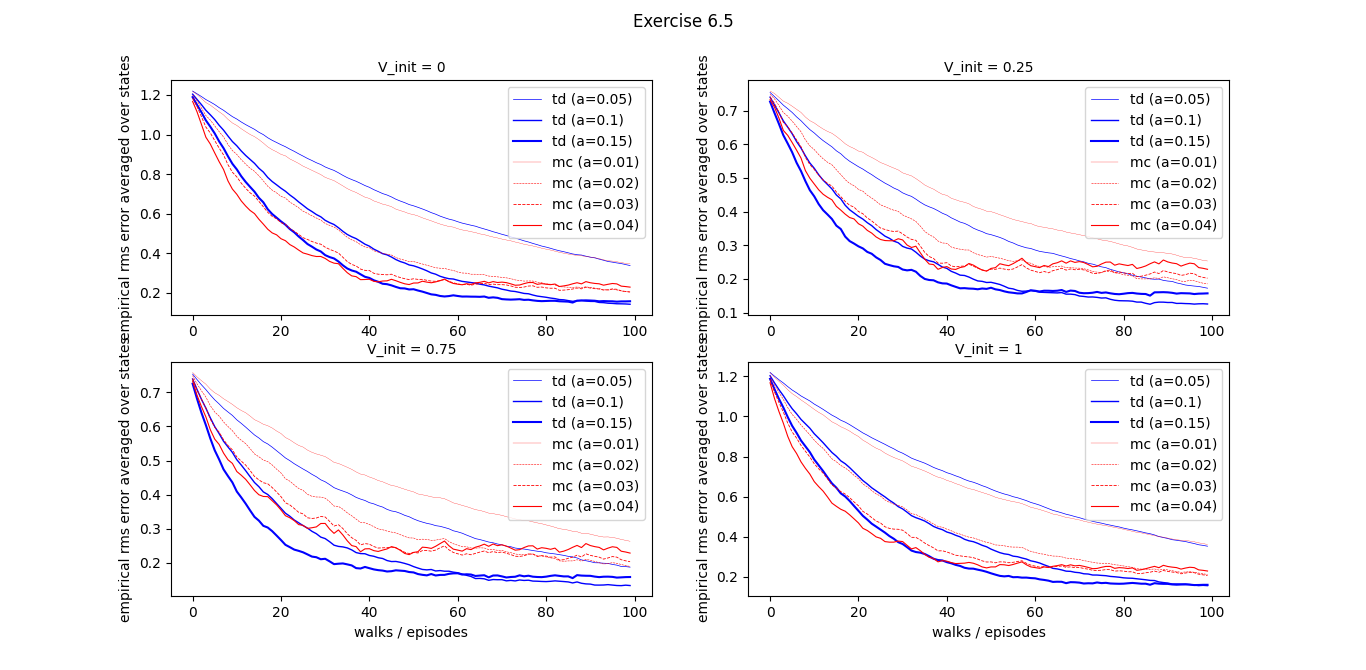 Exercise 6.5
V_init = 0
empirical rms error averaged over states
1.2
1.0
0.8
0.6
0.4
0.2
0 20 40 60 80 100
td (a=0.05)
td (a=0.1)
td (a=0.15)
mc (a=0.01)
mc (a=0.02)
mc (a=0.03)
mc (a=0.04)
V_init = 0.25
empirical rms error averaged over states
0.7
0.6
0.5
0.4
0.3
0.2
0.1
0 20 40 60 80 100
td (a=0.05)
td (a=0.1)
td (a=0.15)
mc (a=0.01)
mc (a=0.02)
mc (a=0.03)
mc (a=0.04)
V_init = 0.75
empirical rms error averaged over states
0.7
0.6
0.5
0.4
0.3
0.2
0 20 40 60 80 100
walks / episodes
td (a=0.05)
td (a=0.1)
td (a=0.15)
mc (a=0.01)
mc (a=0.02)
mc (a=0.03)
mc (a=0.04)
V_init = 1
empirical rms error averaged over states
1.2
1.0
0.8
0.6
0.4
0.2
0 20 40 60 80 100
walks / episodes
td (a=0.05)
td (a=0.1)
td (a=0.15)
mc (a=0.01)
mc (a=0.02)
mc (a=0.03)
mc (a=0.04)